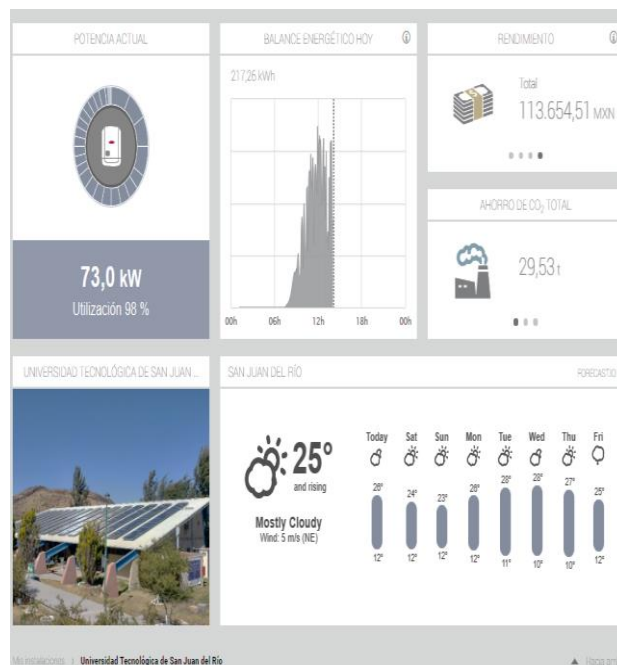 POTENCIA ACTUAL
73,0 kW
Utilización 98 %
BALANCE ENERGÉTICO HOY
217,26 kWh
00h 06h 12h 18h 00h
RENDIMIENTO
Total
113.654,51 MXN
AHORRO DE CO₂ TOTAL
29,53 t
UNIVERSIDAD TECNOLÓGICA DE SAN JUAN ...
SAN JUAN DEL RÍO
FORECAST.IO
25°
and rising
Mostly Cloudy
Wind: 5 m/s (NE)
Today Sat Sun Mon Tue Wed Thu Fri
26° 24° 23° 26° 28° 28° 27° 25°
12° 12° 12° 12° 11° 10° 10° 12°
Mis instalaciones | Universidad Tecnológica de San Juan del Río